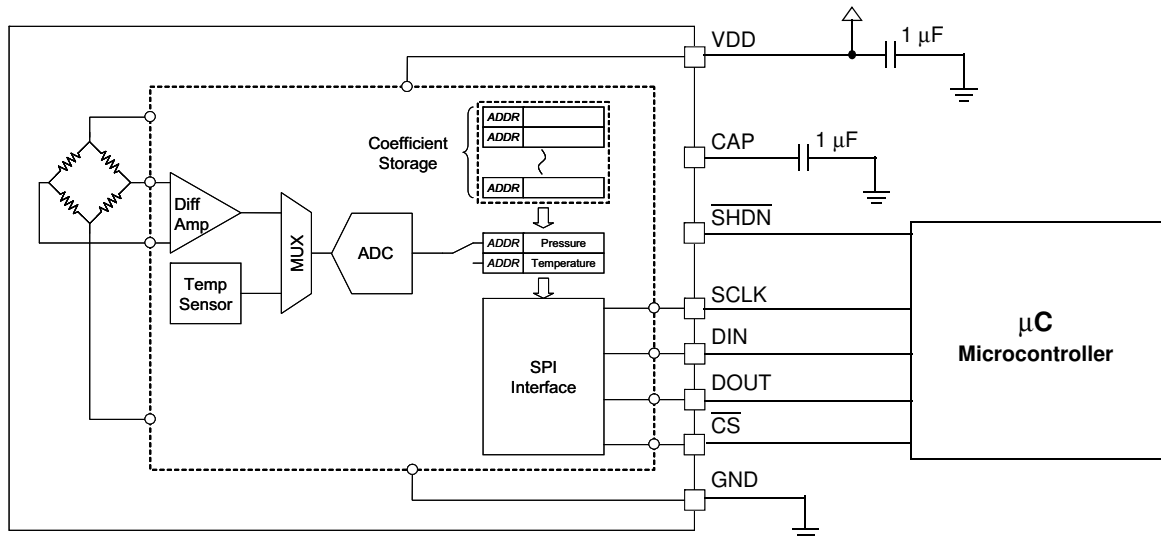 VDD
1 μF
ADDR
ADDR
Coefficient
Storage
ADDR
CAP
1 μF
Diff
Amp
MUX
ADC
ADDR Pressure
ADDR Temperature
Temp
Sensor
SHDN
SCLK
DIN
DOUT
CS
SPI
Interface
μC
Microcontroller
GND